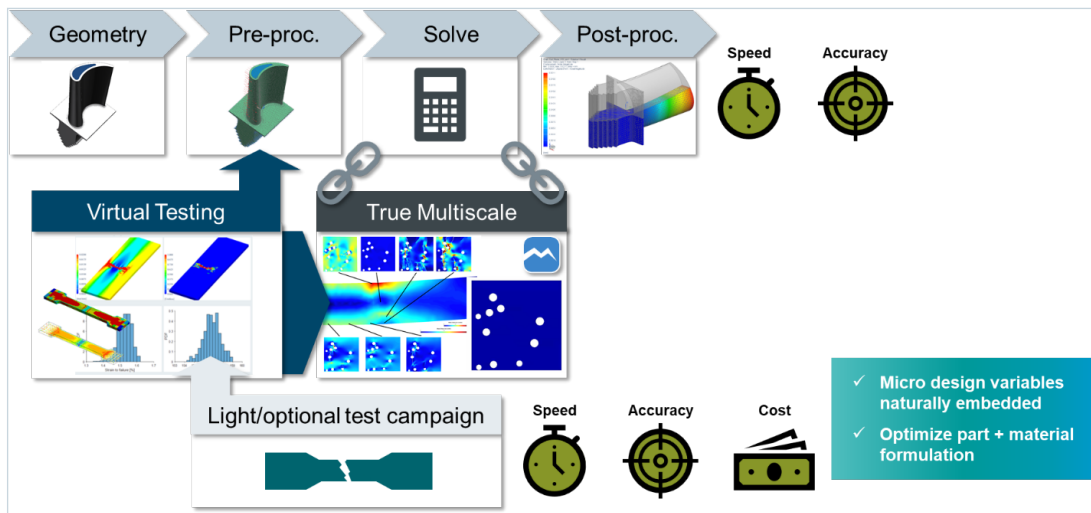 Geometry
Pre-proc.
Solve
Post-proc.
Speed
Accuracy
Virtual Testing
True Multiscale
Light/optional test campaign
Speed
Accuracy
Cost
✓ Micro design variables
naturally embedded
✓ Optimize part + material
formulation